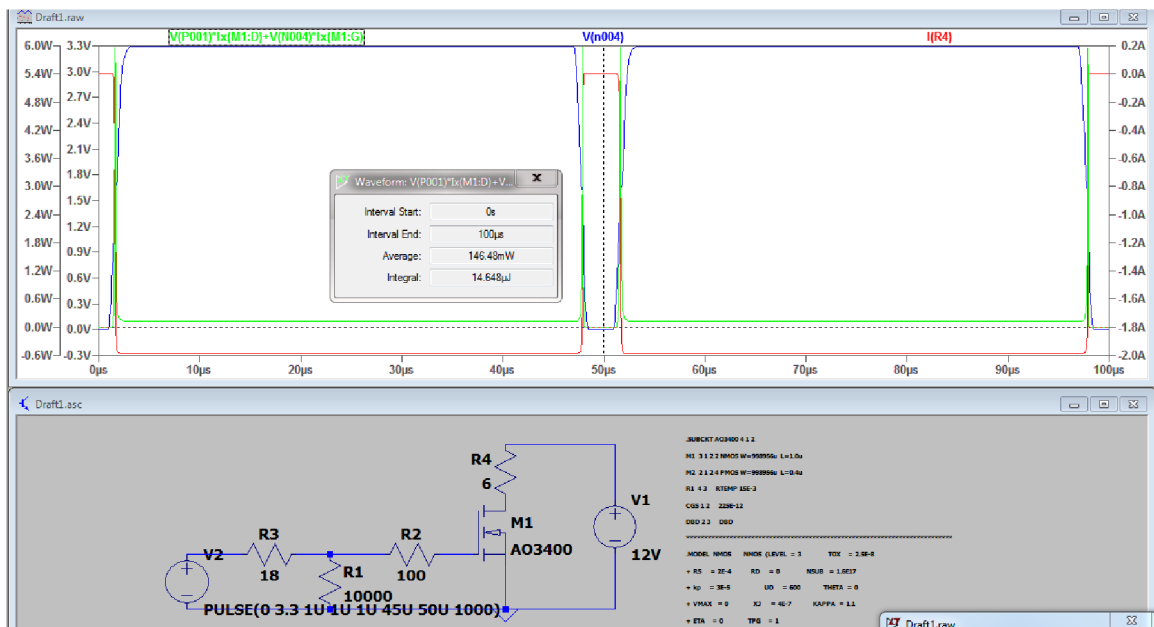 Draft1.raw
V(P001)*Ix(M1:D)+V(N004)*Ix(M1:G) V(n004) I(R4)
6.0W 3.3V 0.2A
5.4W 3.0V 0.0A
4.8W 2.7V -0.2A
4.2W 2.4V -0.4A
2.1V
3.6W 1.8V -0.6A
3.0W 1.5V -0.8A
2.4W 1.2V -1.0A
1.8W -1.2A
0.9V
1.2W 0.6V -1.4A
0.6W 0.3V -1.6A
0.0W 0.0V -1.8A
-0.6W -0.3V -2.0A
0µs 10µs 20µs 30µs 40µs 50µs 60µs 70µs 80µs 90µs 100µs
Waveform: V(P001)*Ix(M1:D)+V...
Interval Start: 0s
Interval End: 100µs
Average: 146.48mW
Integral: 14.648µJ
Draft1.asc
R4
6
V1
12V
M1
AO3400
R3
18
R2
100
V2
R1
10000
PULSE(0 3.3 1U 1U 1U 45U 50U 1000)
.SUBCKT AO3400 4 1 2
M1 3 1 2 2 NMOS W=998956u L=1.0u
M2 2 1 2 4 PMOS W=998956u L=0.4u
R1 4 3 RTEMP 15E-3
CGS 1 2 225E-12
DBD 2 3 DBD
.MODEL NMOS NMOS (LEVEL = 3 TOX = 2.5E-8
+ RS = 2E-4 RD = 0 NSUB = 1.6E17
+ kp = 3E-5 UO = 600 THETA = 0
+ VMAX = 0 XJ = 4E-7 KAPPA = 1.1
+ ETA = 0 TPG = 1
Draft1.raw